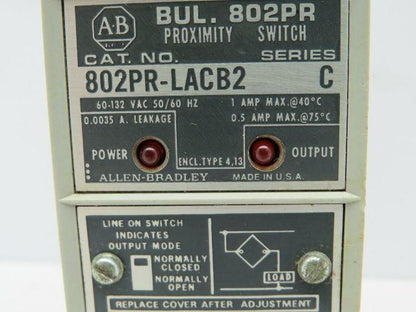 A-B
BUL. 802PR
PROXIMITY SWITCH
CAT. NO. SERIES
802PR-LACB2 C
60-132 VAC 50/60 HZ 1 AMP MAX.@40°C
0.0035 A. LEAKAGE 0.5 AMP MAX.@75°C
POWER OUTPUT
ENCL.TYPE 4,13
ALLEN-BRADLEY MADE IN U.S.A.
LINE ON SWITCH
INDICATES
OUTPUT MODE
NORMALLY
CLOSED
NORMALLY
OPEN
LOAD
REPLACE COVER AFTER ADJUSTMENT